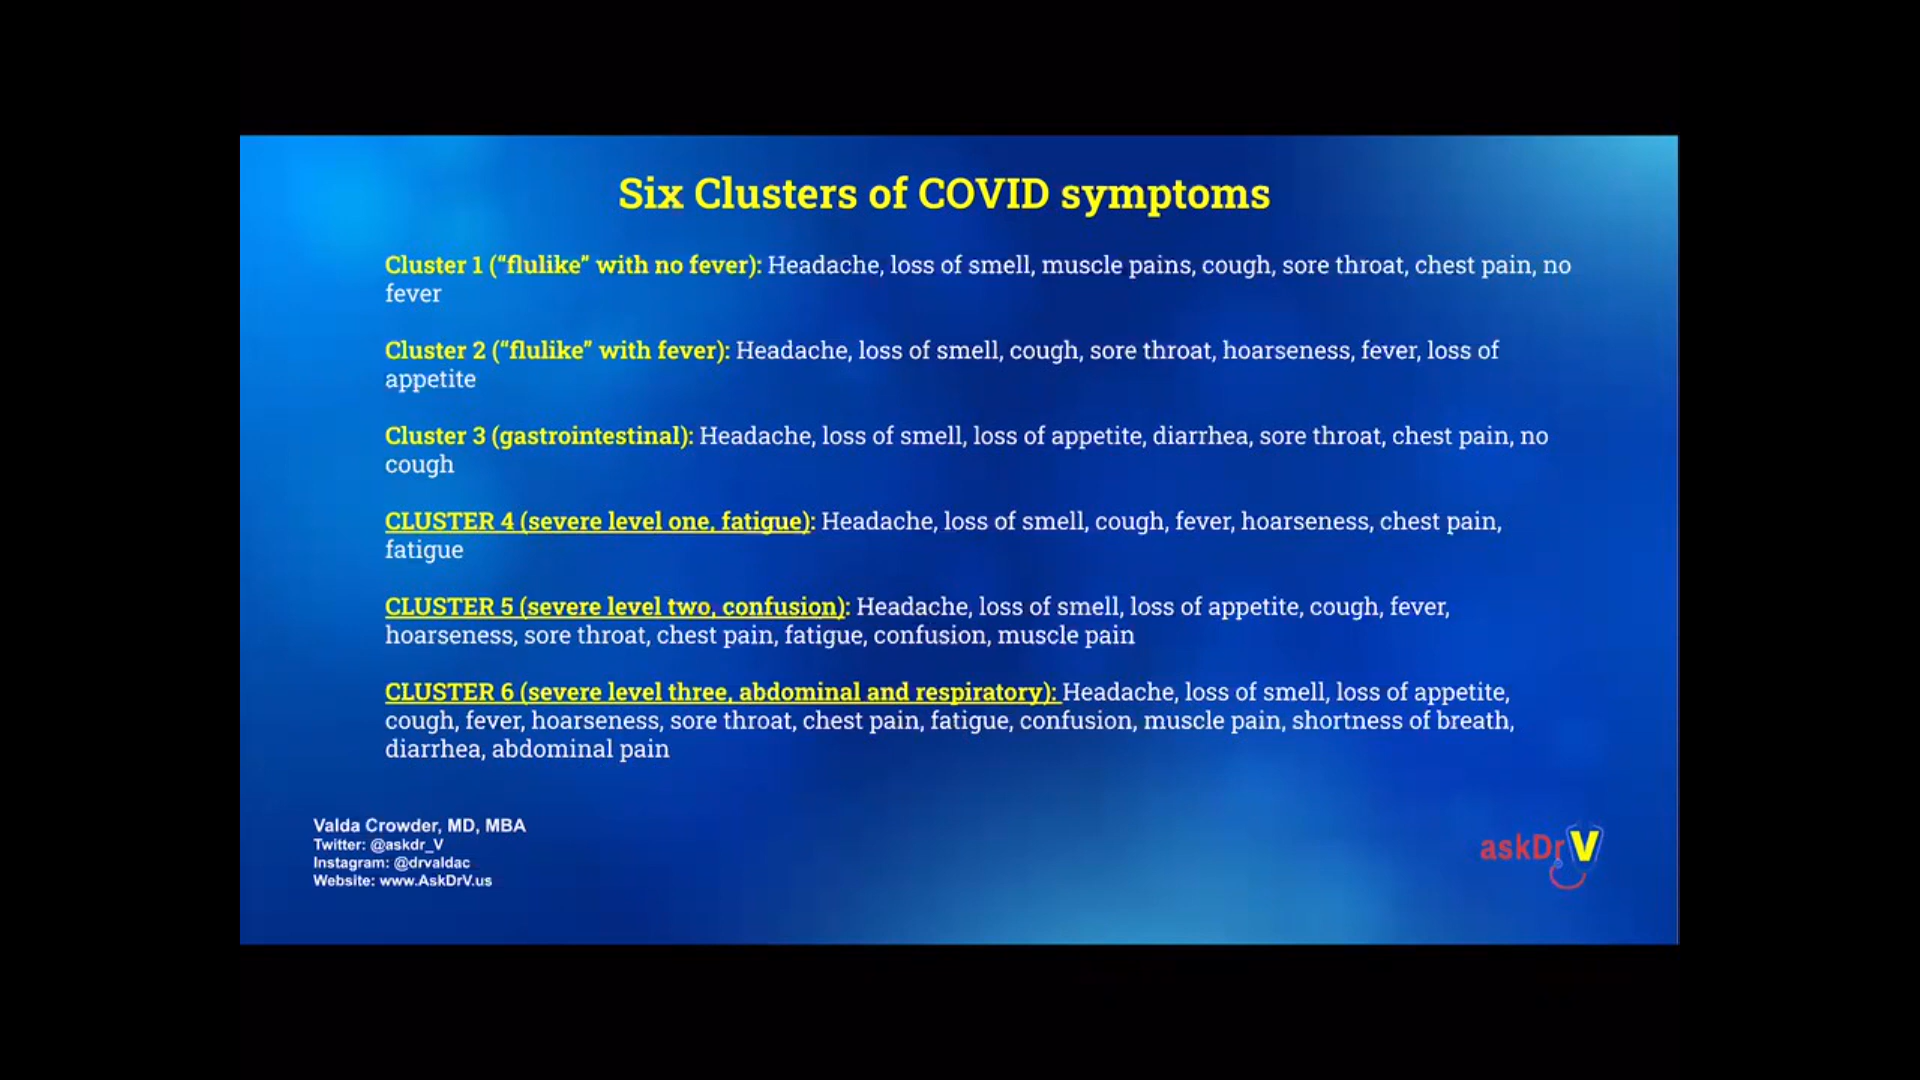 Six Clusters of COVID symptoms
Cluster 1 (“flulike” with no fever): Headache, loss of smell, muscle pains, cough, sore throat, chest pain, no
fever
Cluster 2 (“flulike” with fever): Headache, loss of smell, cough, sore throat, hoarseness, fever, loss of
appetite
Cluster 3 (gastrointestinal): Headache, loss of smell, loss of appetite, diarrhea, sore throat, chest pain, no
cough
CLUSTER 4 (severe level one, fatigue): Headache, loss of smell, cough, fever, hoarseness, chest pain,
fatigue
CLUSTER 5 (severe level two, confusion): Headache, loss of smell, loss of appetite, cough, fever,
hoarseness, sore throat, chest pain, fatigue, confusion, muscle pain
CLUSTER 6 (severe level three, abdominal and respiratory): Headache, loss of smell, loss of appetite,
cough, fever, hoarseness, sore throat, chest pain, fatigue, confusion, muscle pain, shortness of breath,
diarrhea, abdominal pain
Valda Crowder, MD, MBA
Twitter: @askdr_V
Instagram: @drvaldac
Website: www.AskDrV.us
askDrV